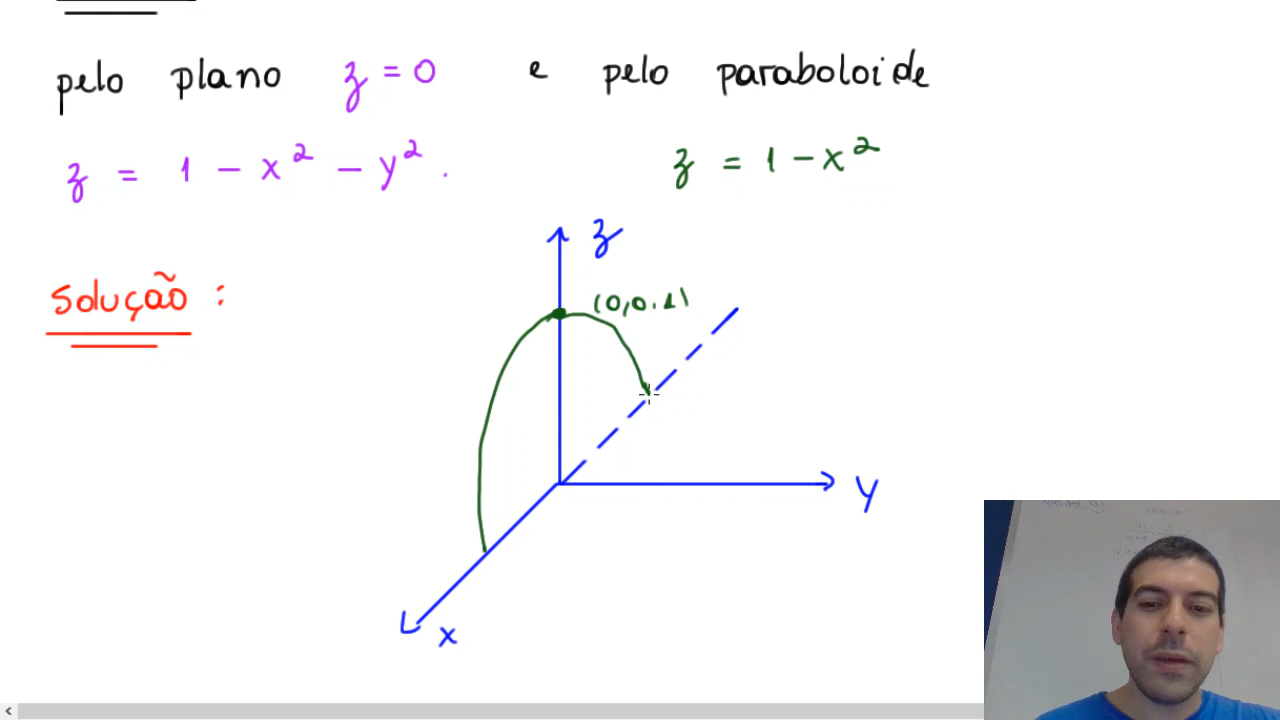 pelo plano z = 0 e pelo paraboloide
z = 1 - x² - y².
z = 1 - x²
z
Solução:
(0,0.1)
y
x